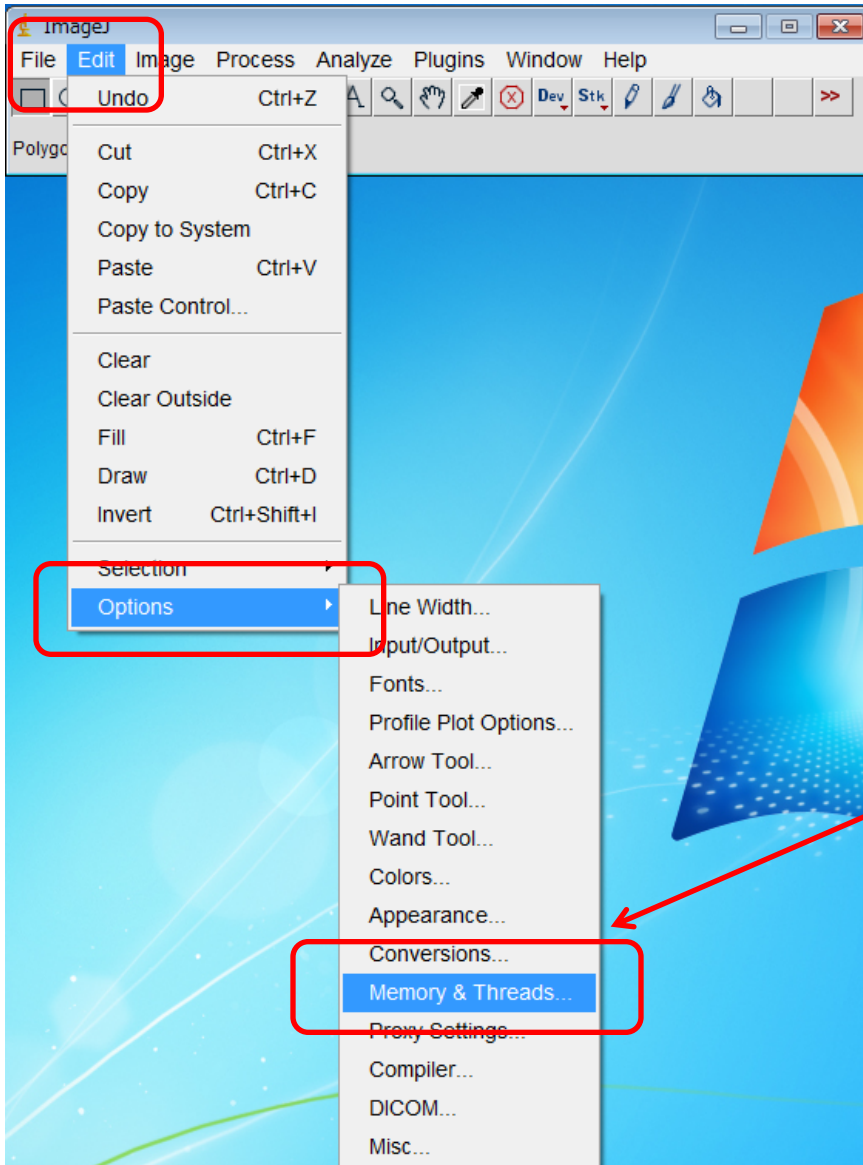 ImageJ
File Edit Image Process Analyze Plugins Window Help
A Dev Stk >>
Polygo
Undo Ctrl+Z
Cut Ctrl+X
Copy Ctrl+C
Copy to System
Paste Ctrl+V
Paste Control...
Clear
Clear Outside
Fill Ctrl+F
Draw Ctrl+D
Invert Ctrl+Shift+I
Selection
Options
Line Width...
Input/Output...
Fonts...
Profile Plot Options...
Arrow Tool...
Point Tool...
Wand Tool...
Colors...
Appearance...
Conversions...
Memory & Threads...
Proxy Settings...
Compiler...
DICOM...
Misc...